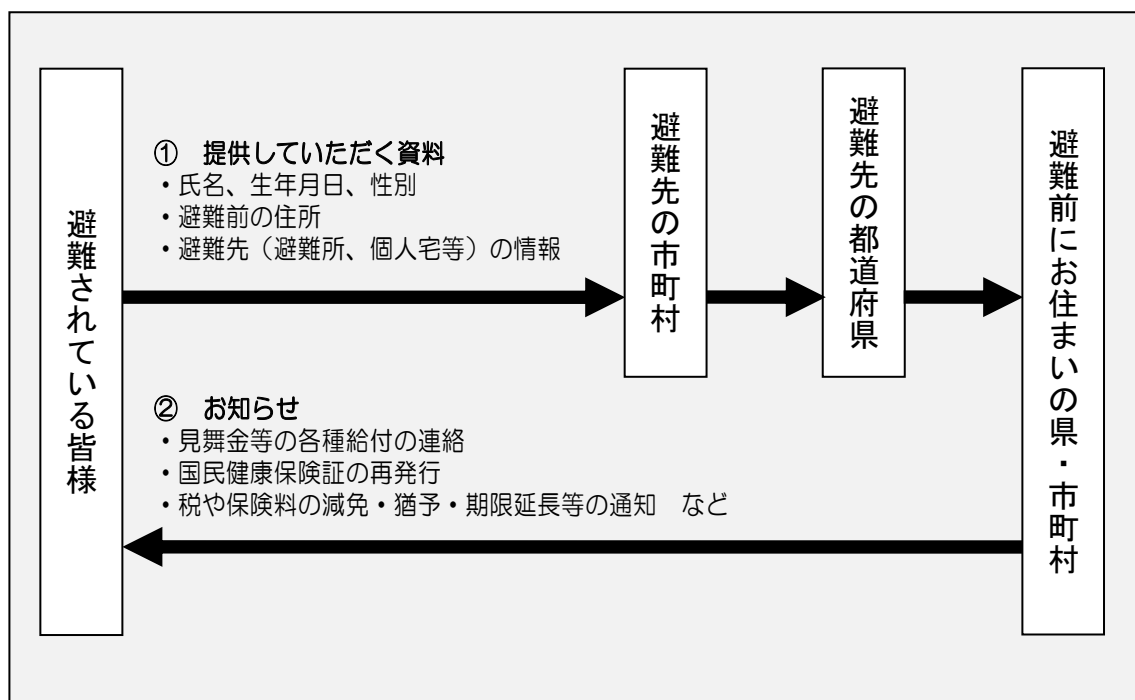 避難されている皆様
① 提供していただく資料
・氏名、生年月日、性別
・避難前の住所
・避難先（避難所、個人宅等）の情報
避難先の市町村
避難先の都道府県
避難前にお住まいの県・市町村
② お知らせ
・見舞金等の各種給付の連絡
・国民健康保険証の再発行
・税や保険料の減免・猶予・期限延長等の通知　など